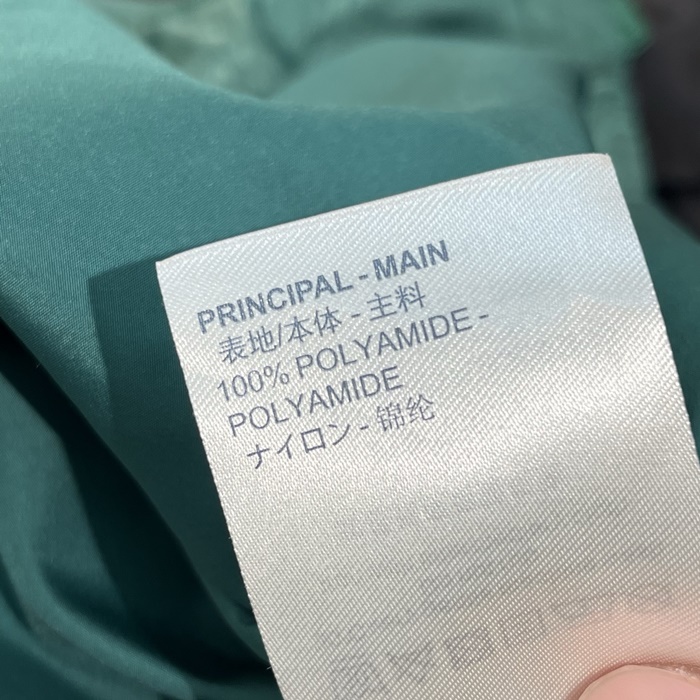 PRINCIPAL - MAIN
表地/本体 - 主料
100% POLYAMIDE -
POLYAMIDE
ナイロン - 锦纶